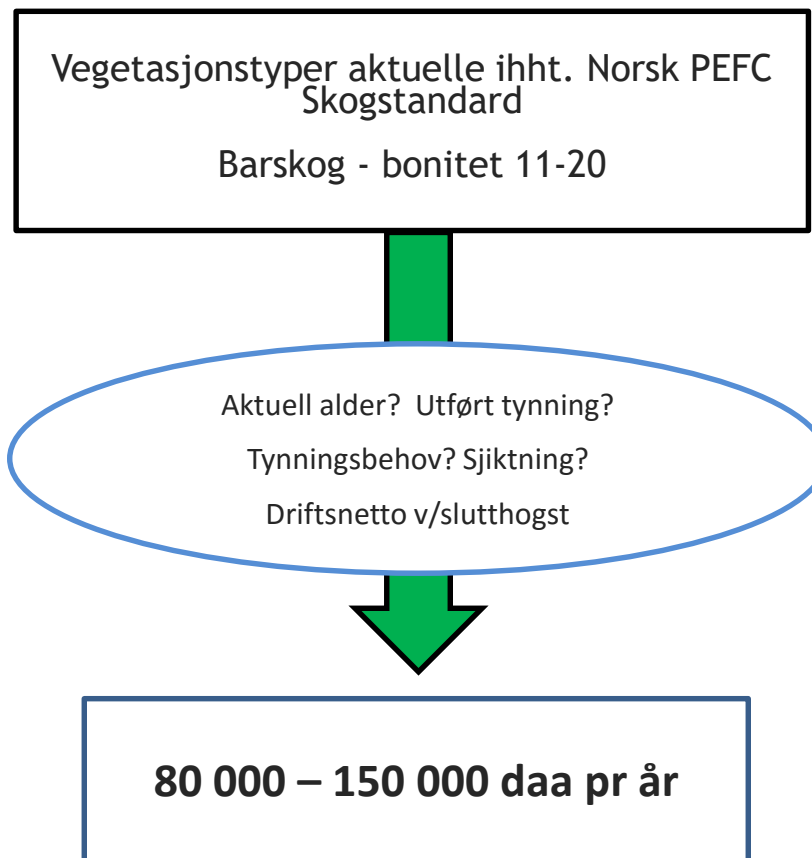 Vegetasjonstyper aktuelle ihht. Norsk PEFC
Skogstandard
Barskog - bonitet 11-20
Aktuell alder?  Utført tynning?
Tynningsbehov? Sjiktning?
Driftsnetto v/slutthogst
80 000 – 150 000 daa pr år